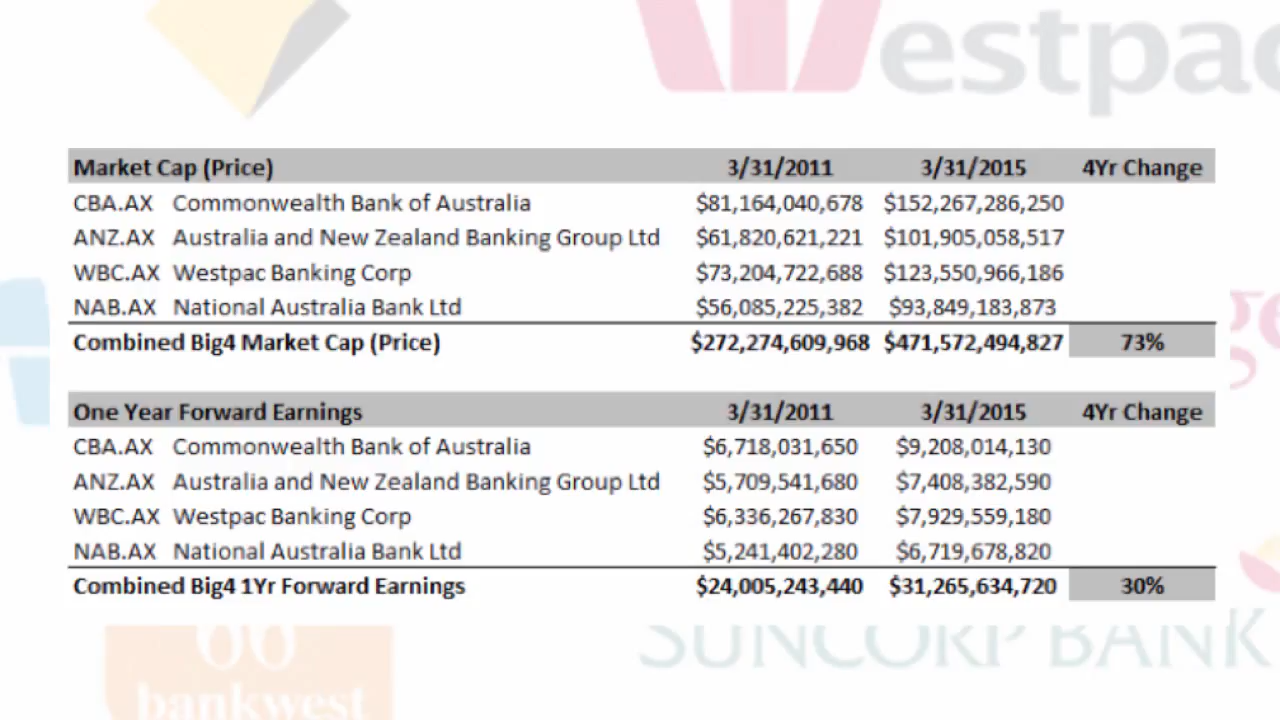 Westpac
Market Cap (Price) 3/31/2011 3/31/2015 4Yr Change
CBA.AX Commonwealth Bank of Australia $81,164,040,678 $152,267,286,250
ANZ.AX Australia and New Zealand Banking Group Ltd $61,820,621,221 $101,905,058,517
WBC.AX Westpac Banking Corp $73,204,722,688 $123,550,966,186
NAB.AX National Australia Bank Ltd $56,085,225,382 $93,849,183,873
Combined Big4 Market Cap (Price) $272,274,609,968 $471,572,494,827 73%
One Year Forward Earnings 3/31/2011 3/31/2015 4Yr Change
CBA.AX Commonwealth Bank of Australia $6,718,031,650 $9,208,014,130
ANZ.AX Australia and New Zealand Banking Group Ltd $5,709,541,680 $7,408,382,590
WBC.AX Westpac Banking Corp $6,336,267,830 $7,929,559,180
NAB.AX National Australia Bank Ltd $5,241,402,280 $6,719,678,820
Combined Big4 1Yr Forward Earnings $24,005,243,440 $31,265,634,720 30%
SUNCORP BANK
bankwest